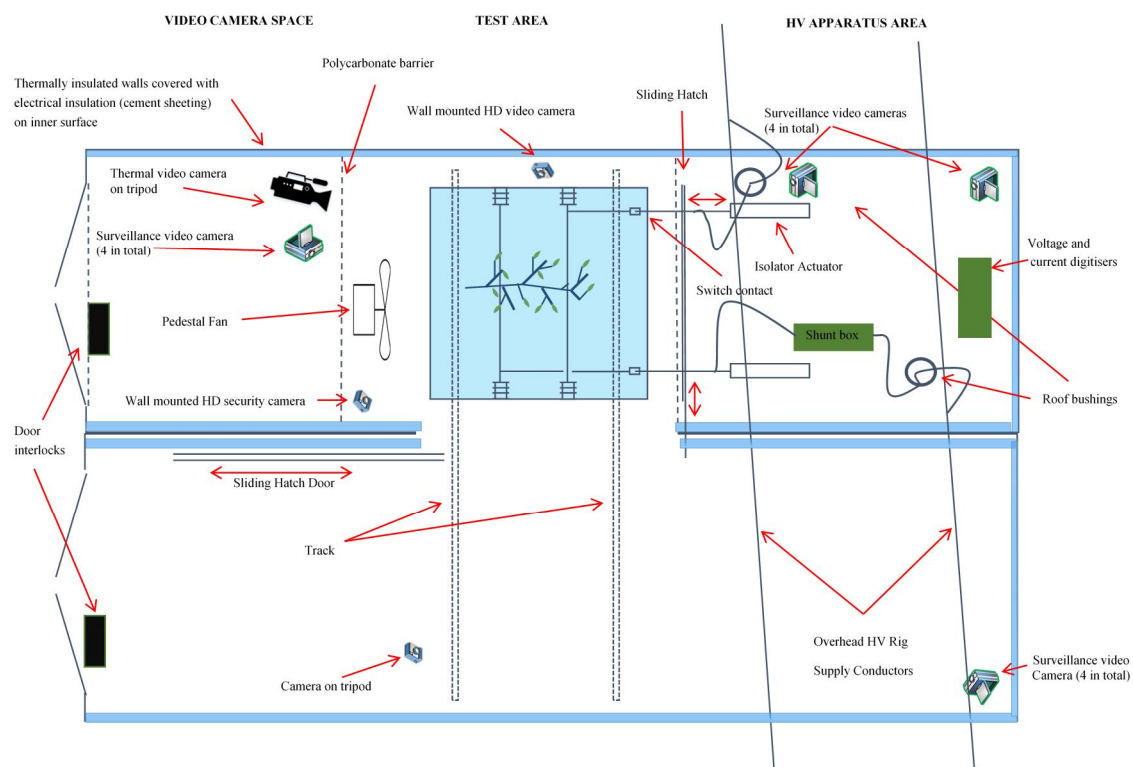 VIDEO CAMERA SPACE
TEST AREA
HV APPARATUS AREA
Polycarbonate barrier
Thermally insulated walls covered with
electrical insulation (cement sheeting)
on inner surface
Wall mounted HD video camera
Sliding Hatch
Surveillance video cameras
(4 in total)
Thermal video camera
on tripod
Surveillance video camera
(4 in total)
Isolator Actuator
Voltage and
current digitisers
Switch contact
Pedestal Fan
Shunt box
Wall mounted HD security camera
Roof bushings
Door
interlocks
Sliding Hatch Door
Track
Overhead HV Rig
Supply Conductors
Camera on tripod
Surveillance video
Camera (4 in total)